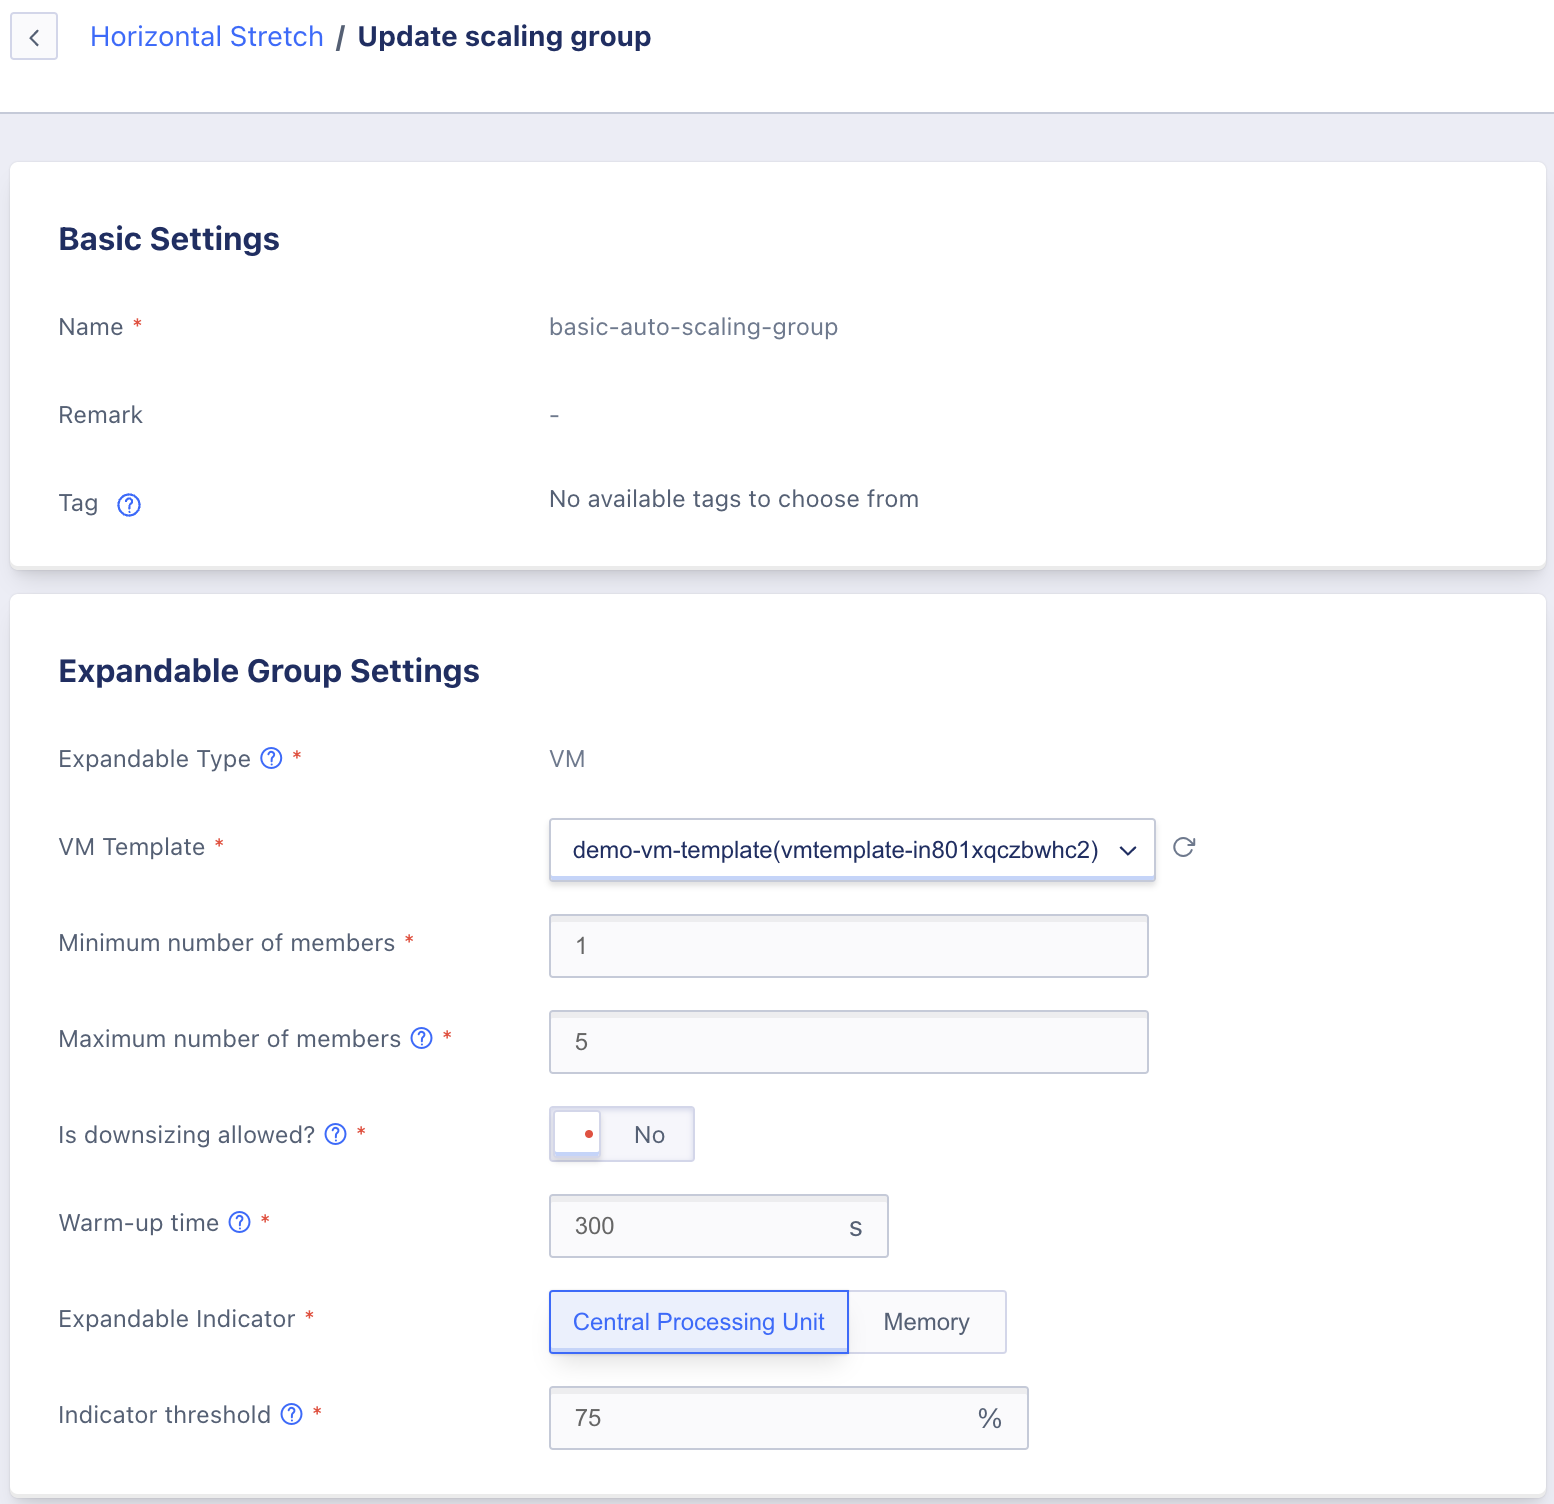 Horizontal Stretch / Update scaling group
Basic Settings
Name * basic-auto-scaling-group
Remark -
Tag ? No available tags to choose from
Expandable Group Settings
Expandable Type ? * VM
VM Template * demo-vm-template(vmtemplate-in801xqczbwhc2)
Minimum number of members * 1
Maximum number of members ? * 5
Is downsizing allowed? ? * No
Warm-up time ? * 300 s
Expandable Indicator * Central Processing Unit Memory
Indicator threshold ? * 75 %